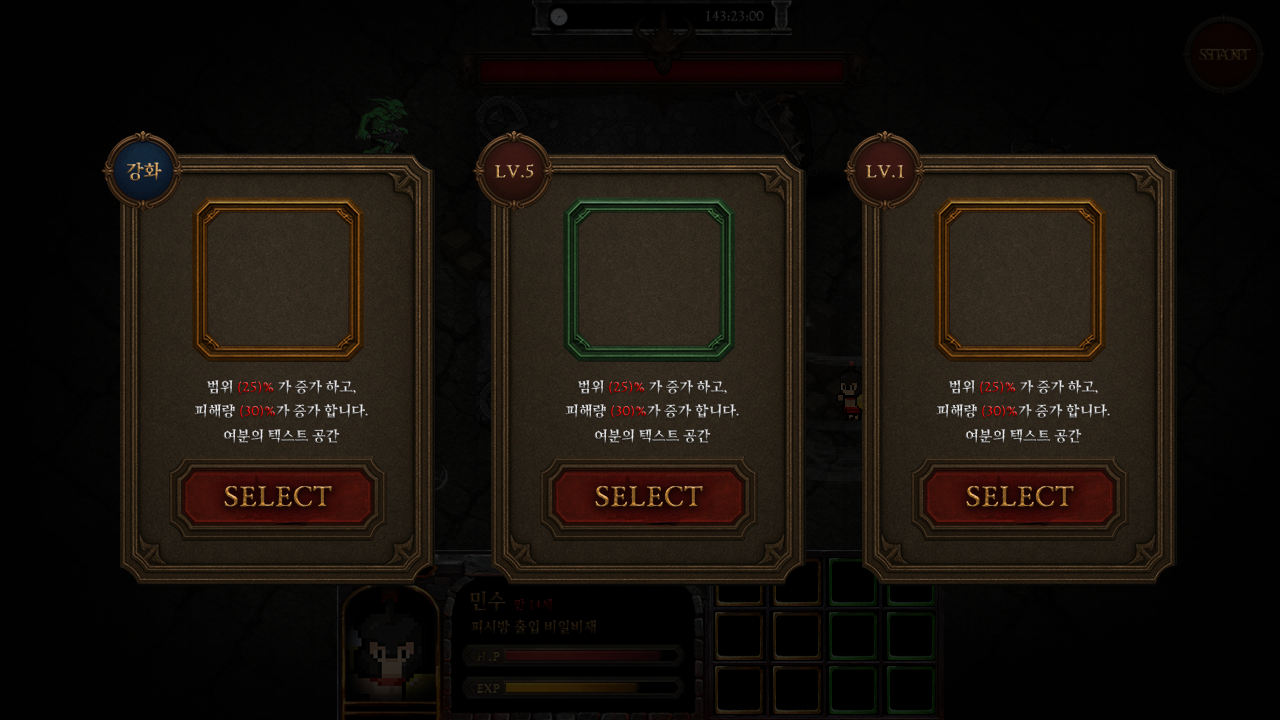 143:23:00
강화
LV.5
LV.1
범위 (25)% 가 증가 하고,
피해량 (30)%가 증가 합니다.
여분의 텍스트 공간
SELECT
범위 (25)% 가 증가 하고,
피해량 (30)%가 증가 합니다.
여분의 텍스트 공간
SELECT
범위 (25)% 가 증가 하고,
피해량 (30)%가 증가 합니다.
여분의 텍스트 공간
SELECT
민수 만 14세
피시방 출입 비일비재
H.P
EXP